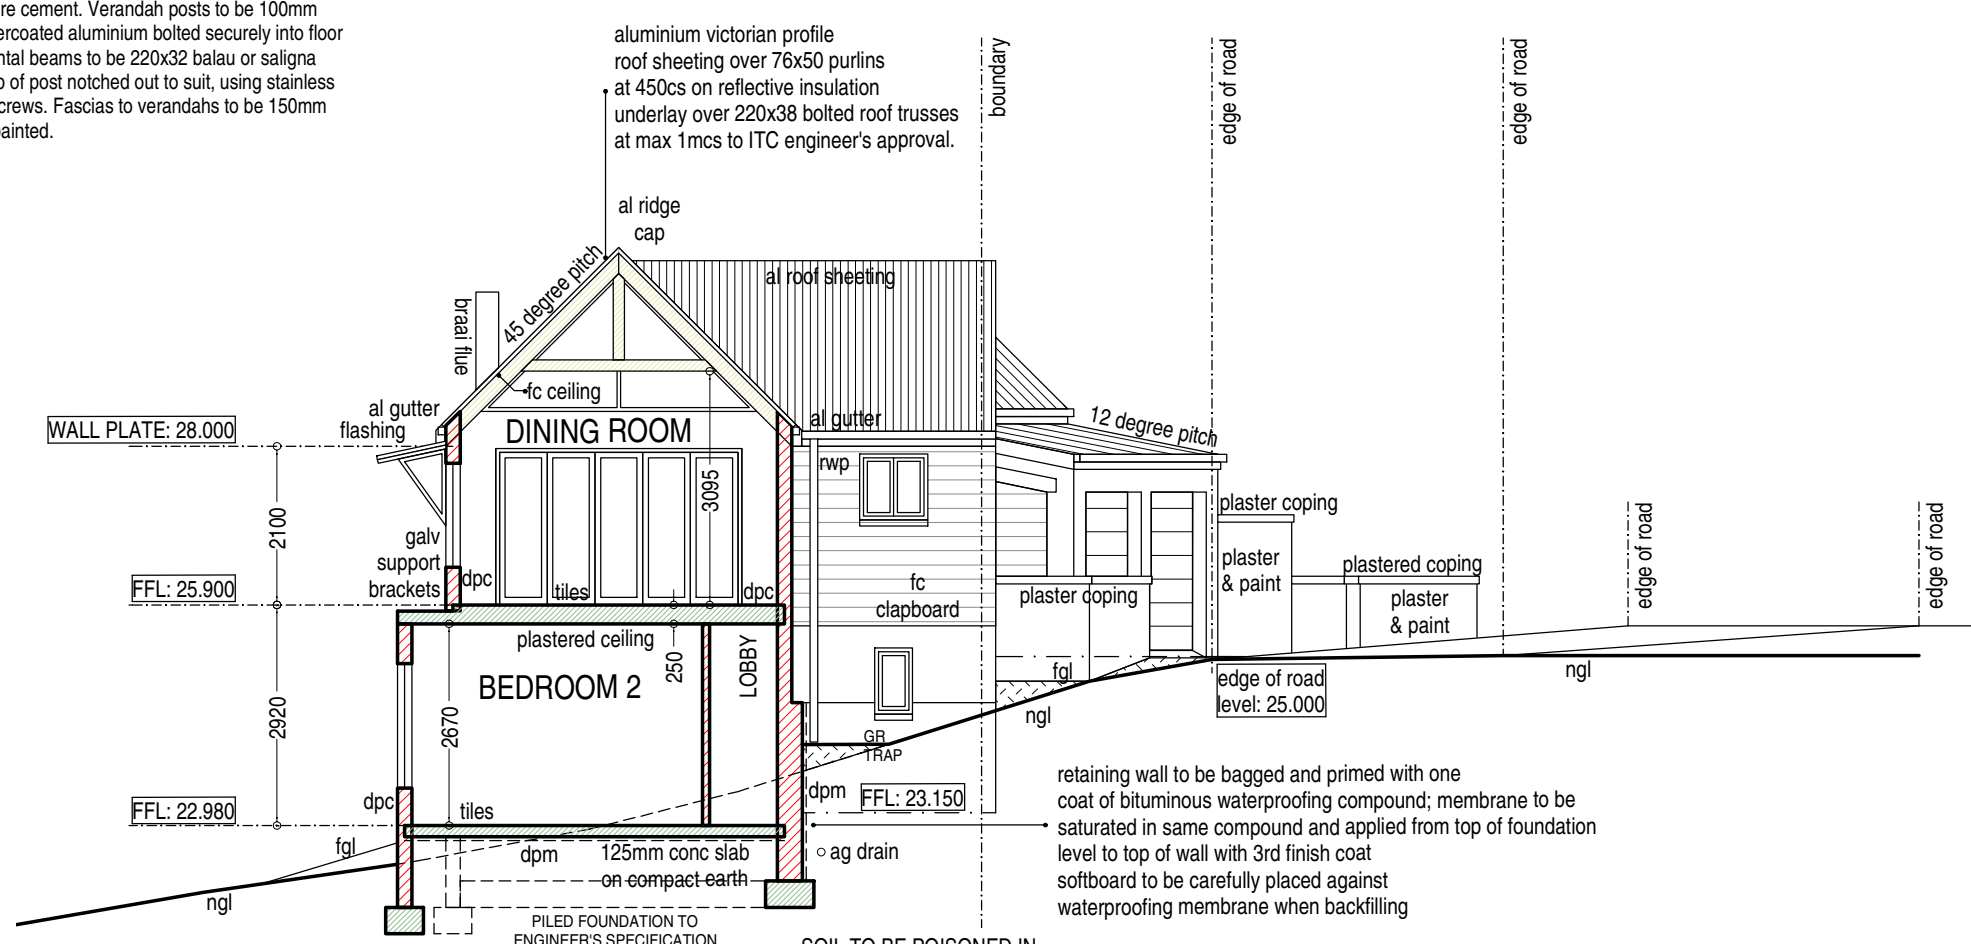 re cement. Verandah posts to be 100mm
ercoated aluminium bolted securely into floor
ntal beams to be 220x32 balau or saligna
of post notched out to suit, using stainless
crews. Fascias to verandahs to be 150mm
painted.
aluminium victorian profile
roof sheeting over 76x50 purlins
at 450cs on reflective insulation
underlay over 220x38 bolted roof trusses
at max 1mcs to ITC engineer's approval.
boundary
edge of road
edge of road
al ridge
cap
45 degree pitch
al roof sheeting
braai flue
fc ceiling
al gutter
flashing
WALL PLATE: 28.000
DINING ROOM
al gutter
12 degree pitch
rwp
3095
2100
galv
support
brackets
dpc
tiles
dpc
FFL: 25.900
fc
clapboard
plaster coping
plaster coping
plaster
& paint
plastered coping
plaster
& paint
edge of road
edge of road
plastered ceiling
250
LOBBY
BEDROOM 2
2920
2670
fgl
ngl
edge of road
level: 25.000
ngl
GR
TRAP
dpm
FFL: 23.150
FFL: 22.980
dpc
tiles
fgl
ngl
dpm
125mm conc slab
on compact earth
ag drain
retaining wall to be bagged and primed with one
coat of bituminous waterproofing compound; membrane to be
saturated in same compound and applied from top of foundation
level to top of wall with 3rd finish coat
softboard to be carefully placed against
waterproofing membrane when backfilling
PILED FOUNDATION TO
ENGINEER'S SPECIFICATION
SOIL TO BE POISONED IN